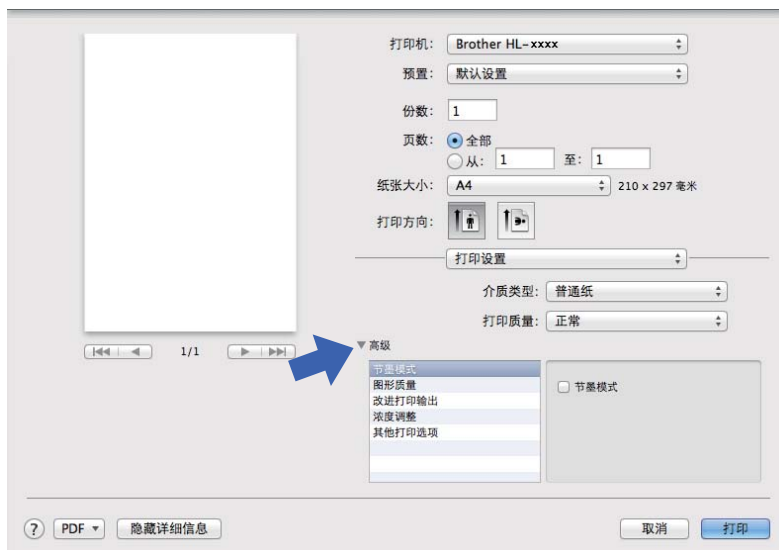 打印机： Brother HL-xxxx
预置： 默认设置
份数： 1
页数： 全部
从： 1 至： 1
纸张大小： A4 210 x 297 毫米
打印方向：
打印设置
介质类型： 普通纸
打印质量： 正常
1/1
高级
节墨模式
图形质量
改进打印输出
浓度调整
其他打印选项
节墨模式
? PDF 隐藏详细信息 取消 打印